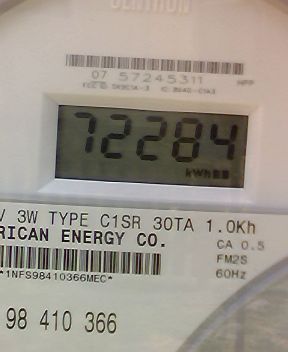 CENTRON
07 57245311
72284
kWh
V 3W TYPE C1SR 30TA 1.0Kh
RICAN ENERGY CO.
CA 0.5
FM2S
*1NFS98410366MEC*
60Hz
98 410 366